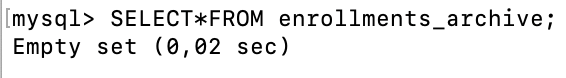 mysql> SELECT*FROM enrollments_archive;
Empty set (0,02 sec)